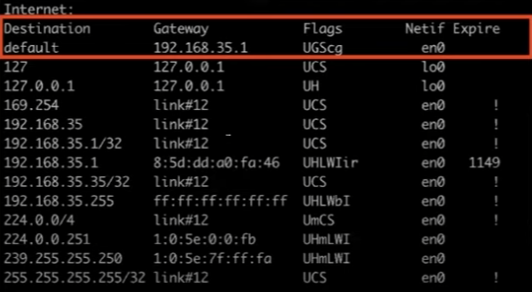 Internet:
Destination Gateway Flags Netif Expire
default 192.168.35.1 UGScg en0
127 127.0.0.1 UCS lo0
127.0.0.1 127.0.0.1 UH lo0
169.254 link#12 UCS en0 !
192.168.35 link#12 UCS en0 !
192.168.35.1/32 link#12 UCS en0 !
192.168.35.1 8:5d:dd:a0:fa:46 UHLWIir en0 1149
192.168.35.35/32 link#12 UCS en0 !
192.168.35.255 ff:ff:ff:ff:ff:ff UHLWbI en0 !
224.0.0/4 link#12 UmCS en0 !
224.0.0.251 1:0:5e:0:0:fb UHmLWI en0
239.255.255.250 1:0:5e:7f:ff:fa UHmLWI en0
255.255.255.255/32 link#12 UCS en0 !